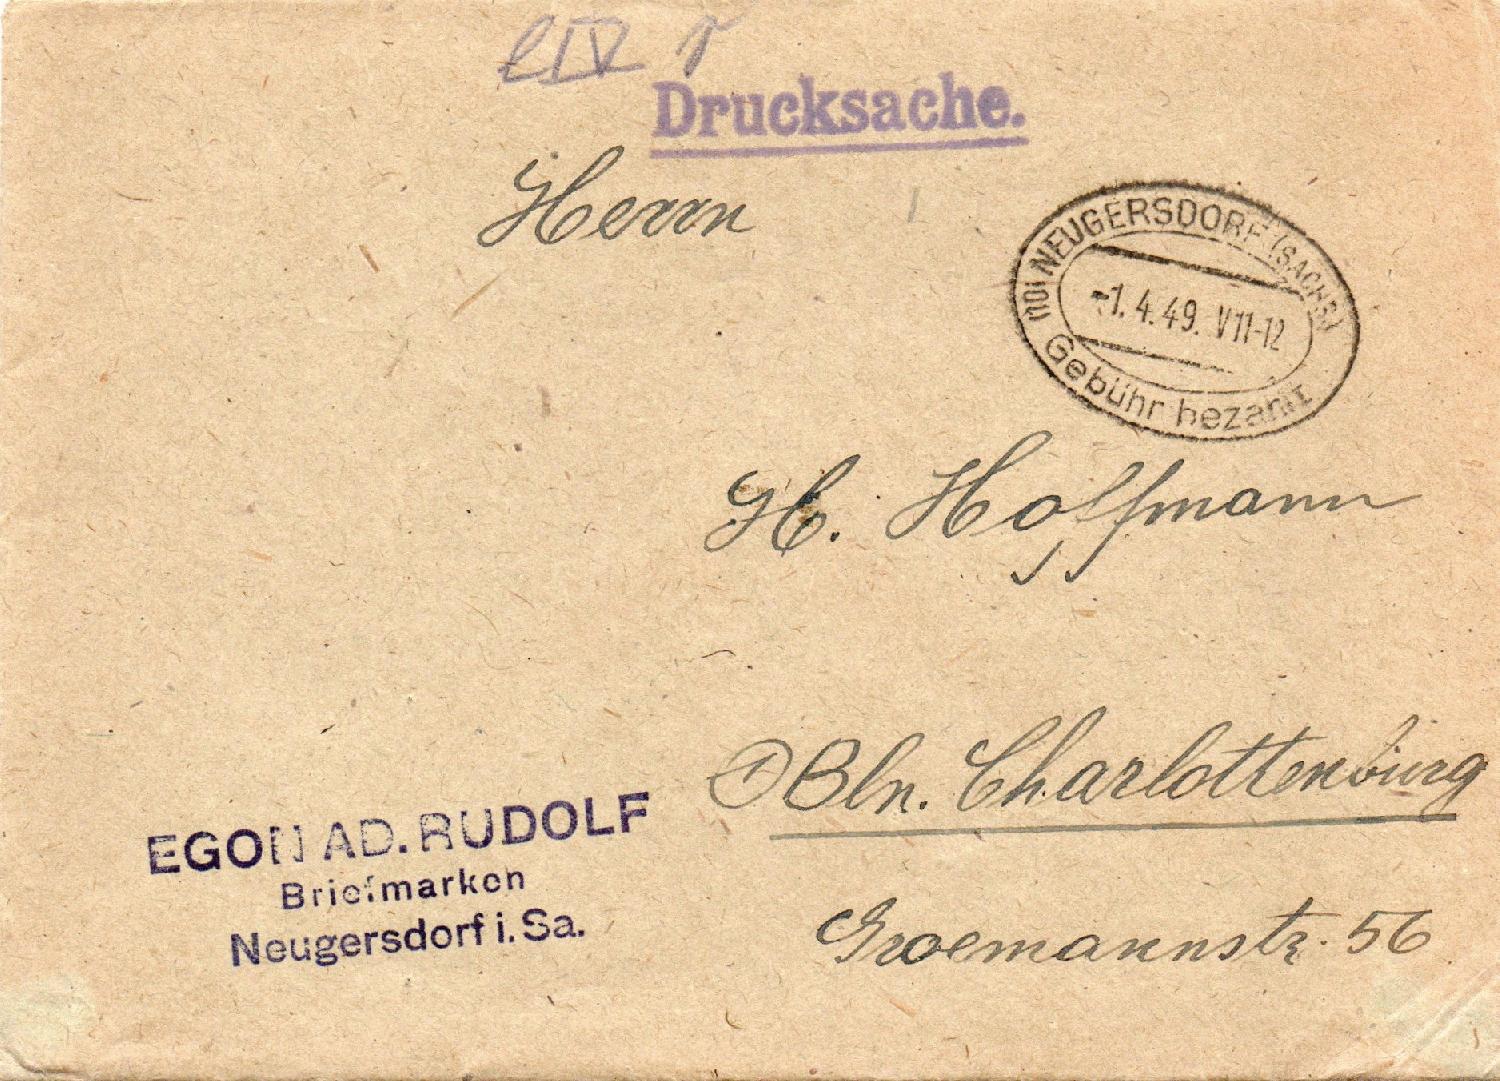 Drucksache.
Herrn
(10) NEUGERSDORF (SACHS)
-1.4.49. V11-12
Gebühr bezahlt
H. Hoffmann
① Bln. Charlottenburg
EGON AD. RUDOLF
Briefmarken
Neugersdorf i. Sa.
56